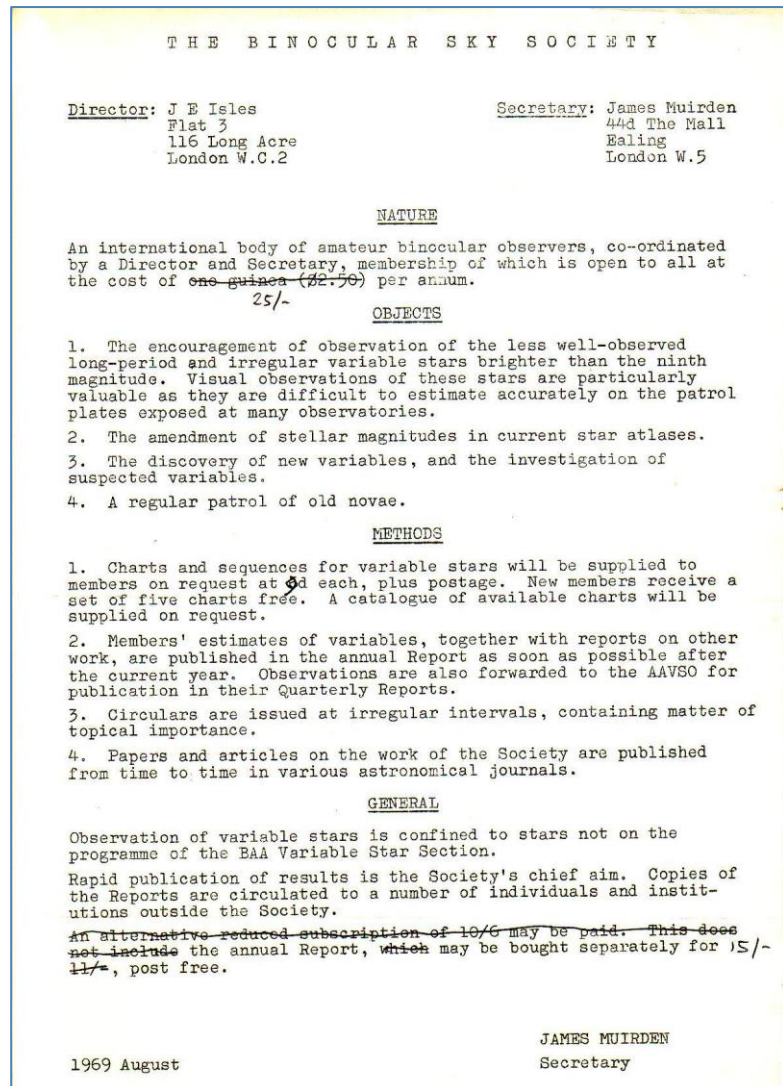 THE BINOCULAR SKY SOCIETY
Director: J E Isles
Flat 3
116 Long Acre
London W.C.2
Secretary: James Muirden
44d The Mall
Ealing
London W.5
NATURE
An international body of amateur binocular observers, co-ordinated
by a Director and Secretary, membership of which is open to all at
the cost of one guinea ($2.50) per annum.
25/-
OBJECTS
1. The encouragement of observation of the less well-observed
long-period and irregular variable stars brighter than the ninth
magnitude. Visual observations of these stars are particularly
valuable as they are difficult to estimate accurately on the patrol
plates exposed at many observatories.
2. The amendment of stellar magnitudes in current star atlases.
3. The discovery of new variables, and the investigation of
suspected variables.
4. A regular patrol of old novae.
METHODS
1. Charts and sequences for variable stars will be supplied to
members on request at 9d each, plus postage. New members receive a
set of five charts free. A catalogue of available charts will be
supplied on request.
2. Members' estimates of variables, together with reports on other
work, are published in the annual Report as soon as possible after
the current year. Observations are also forwarded to the AAVSO for
publication in their Quarterly Reports.
3. Circulars are issued at irregular intervals, containing matter of
topical importance.
4. Papers and articles on the work of the Society are published
from time to time in various astronomical journals.
GENERAL
Observation of variable stars is confined to stars not on the
programme of the BAA Variable Star Section.
Rapid publication of results is the Society's chief aim. Copies of
the Reports are circulated to a number of individuals and instit-
utions outside the Society.
An alternative reduced subscription of 10/6 may be paid. This does
not include the annual Report, which may be bought separately for 15/-
11/-, post free.
JAMES MUIRDEN
1969 August
Secretary